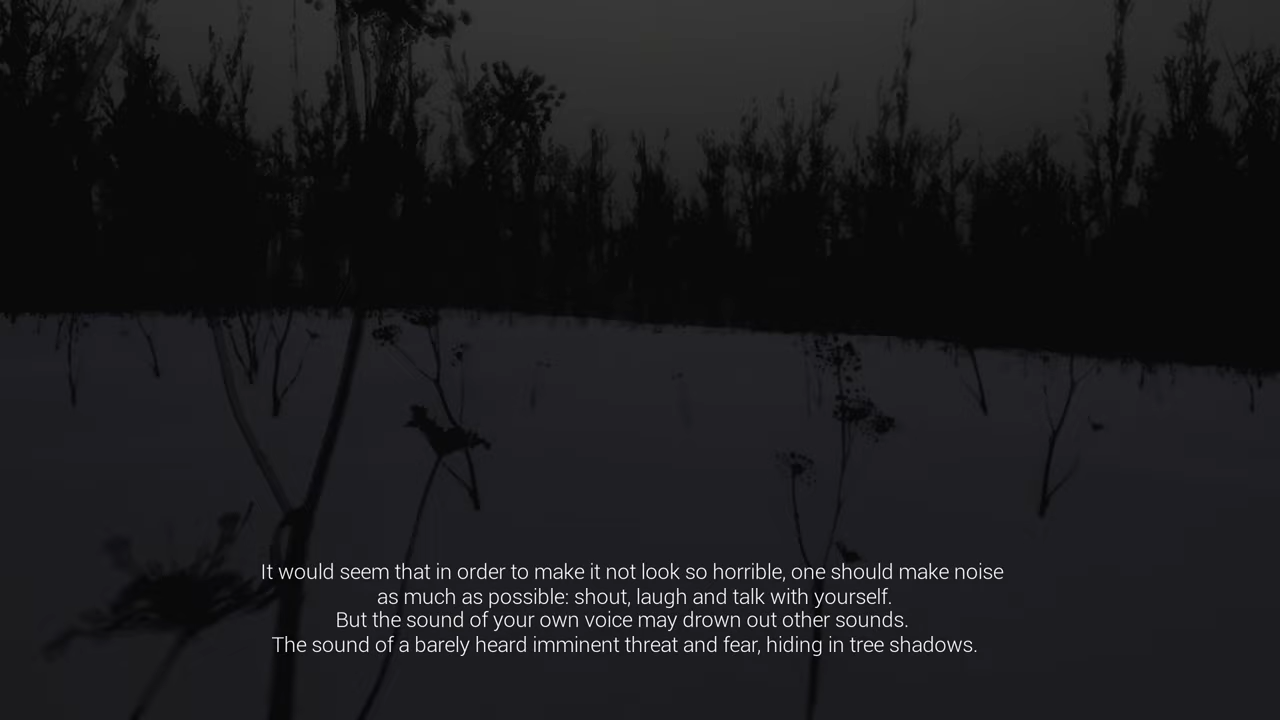 It would seem that in order to make it not look so horrible, one should make noise
as much as possible: shout, laugh and talk with yourself.
But the sound of your own voice may drown out other sounds.
The sound of a barely heard imminent threat and fear, hiding in tree shadows.